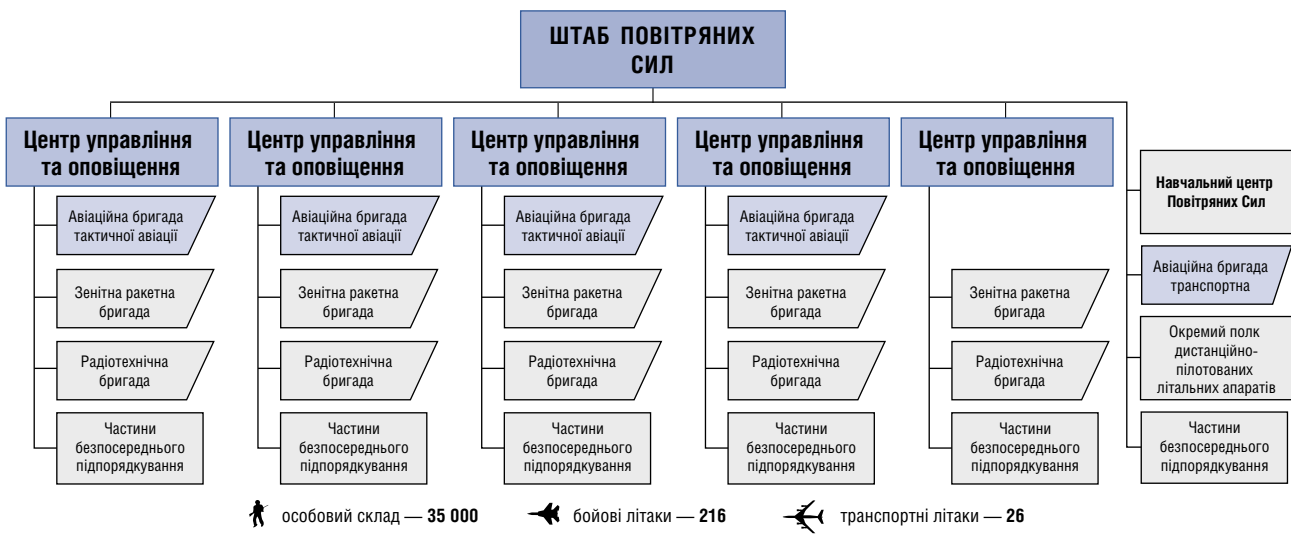 ШТАБ ПОВІТРЯНИХ
СИЛ
Центр управління
та оповіщення
Авіаційна бригада
тактичної авіації
Зенітна ракетна
бригада
Радіотехнічна
бригада
Частини
безпосереднього
підпорядкування
Центр управління
та оповіщення
Авіаційна бригада
тактичної авіації
Зенітна ракетна
бригада
Радіотехнічна
бригада
Частини
безпосереднього
підпорядкування
Центр управління
та оповіщення
Авіаційна бригада
тактичної авіації
Зенітна ракетна
бригада
Радіотехнічна
бригада
Частини
безпосереднього
підпорядкування
Центр управління
та оповіщення
Авіаційна бригада
тактичної авіації
Зенітна ракетна
бригада
Радіотехнічна
бригада
Частини
безпосереднього
підпорядкування
Центр управління
та оповіщення
Зенітна ракетна
бригада
Радіотехнічна
бригада
Частини
безпосереднього
підпорядкування
Навчальний центр
Повітряних Сил
Авіаційна бригада
транспортна
Окремий полк
дистанційно-
пілотованих
літальних апаратів
Частини
безпосереднього
підпорядкування
особовий склад — 35 000
бойові літаки — 216
транспортні літаки — 26